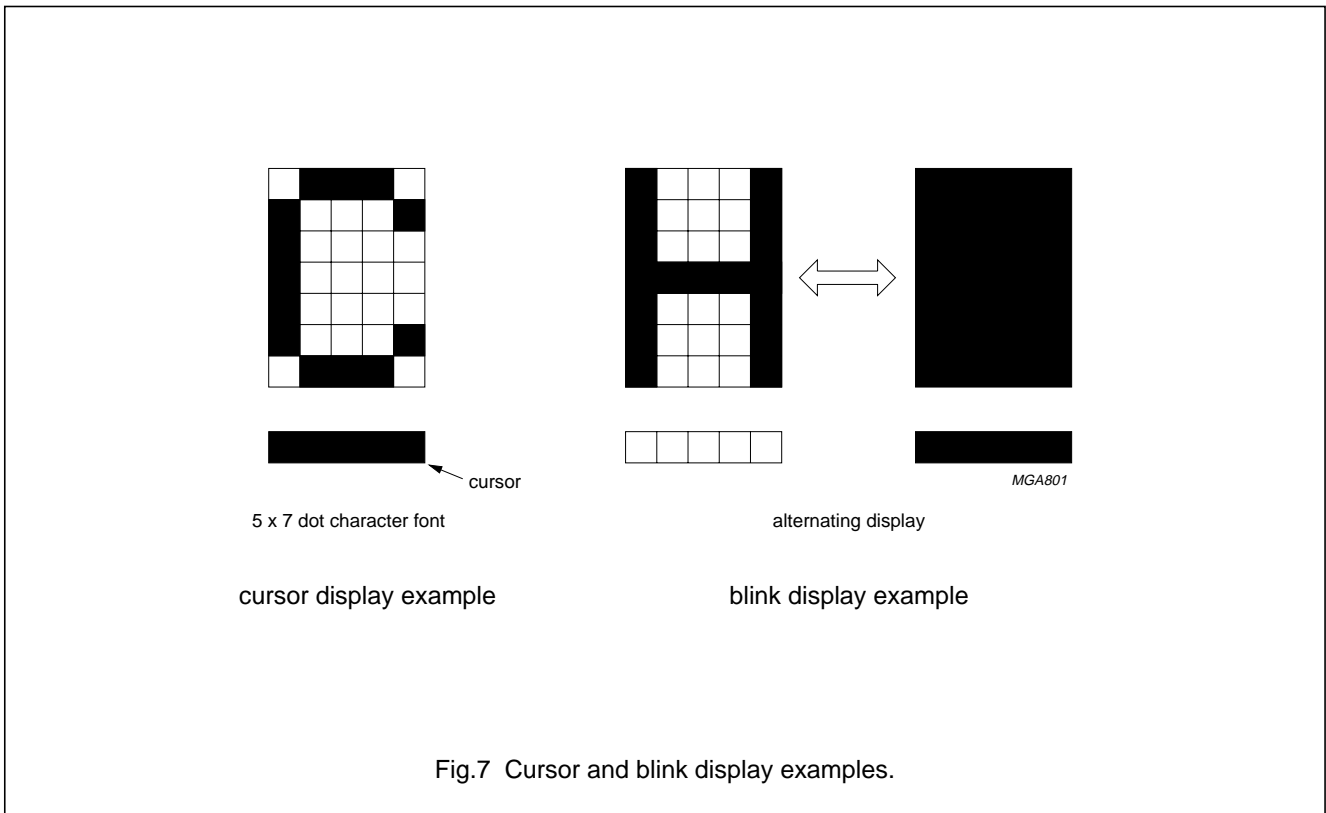 cursor
MGA801
5 x 7 dot character font
alternating display
cursor display example
blink display example
Fig.7 Cursor and blink display examples.